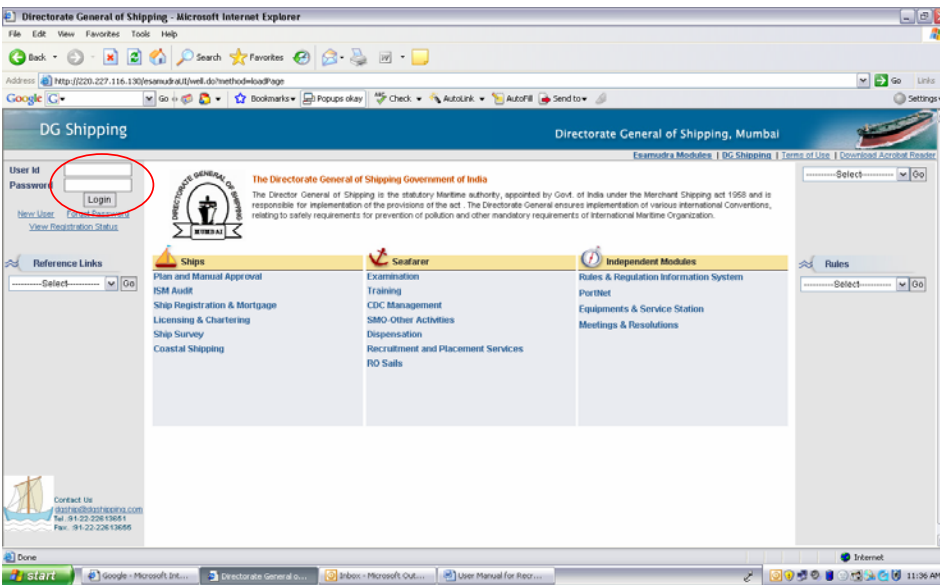 Directorate General of Shipping - Microsoft Internet Explorer
File Edit View Favorites Tools Help
Back Search Favorites
Address http://220.227.116.130/esamudraUI/well.do?method=loadPage Go Links
Google G Go Bookmarks Popups okay Check AutoLink AutoFill Send to Settings
DG Shipping
Directorate General of Shipping, Mumbai
Esamudra Modules | DG Shipping | Terms of Use | Download Acrobat Reader
User Id
Password
Login
New User Forgot Password
View Registration Status
DIRECTORATE GENERAL OF SHIPPING
MUMBAI
The Directorate General of Shipping Government of India
The Director General of Shipping is the statutory Maritime authority, appointed by Govt. of India under the Merchant Shipping act 1958 and is
responsible for implementation of the provisions of the act . The Directorate General ensures implementation of various international Conventions,
relating to safely requirements for prevention of pollution and other mandatory requirements of International Maritime Organization.
----------Select---------- Go
Reference Links
----------Select---------- Go
Ships
Plan and Manual Approval
ISM Audit
Ship Registration & Mortgage
Licensing & Chartering
Ship Survey
Coastal Shipping
Seafarer
Examination
Training
CDC Management
SMO-Other Activities
Dispensation
Recruitment and Placement Services
RO Sails
Independent Modules
Rules & Regulation Information System
PortNet
Equipments & Service Station
Meetings & Resolutions
Rules
----------Select---------- Go
Contact Us
dgship@dgshipping.com
Tel :91-22-22613651
Fax: :91-22-22613655
Done Internet
start Google - Microsoft Int... Directorate General o... Inbox - Microsoft Out... User Manual for Recr... 11:36 AM